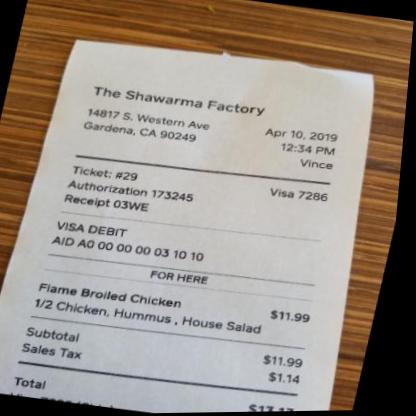 The Shawarma Factory
14817 S. Western Ave
Gardena, CA 90249
Apr 10, 2019
12:34 PM
Vince
Ticket: #29
Visa 7286
Authorization 173245
Receipt 03WE
VISA DEBIT
AID A0 00 00 00 03 10 10
FOR HERE
Flame Broiled Chicken $11.99
1/2 Chicken, Hummus , House Salad
Subtotal $11.99
Sales Tax $1.14
Total $13.13